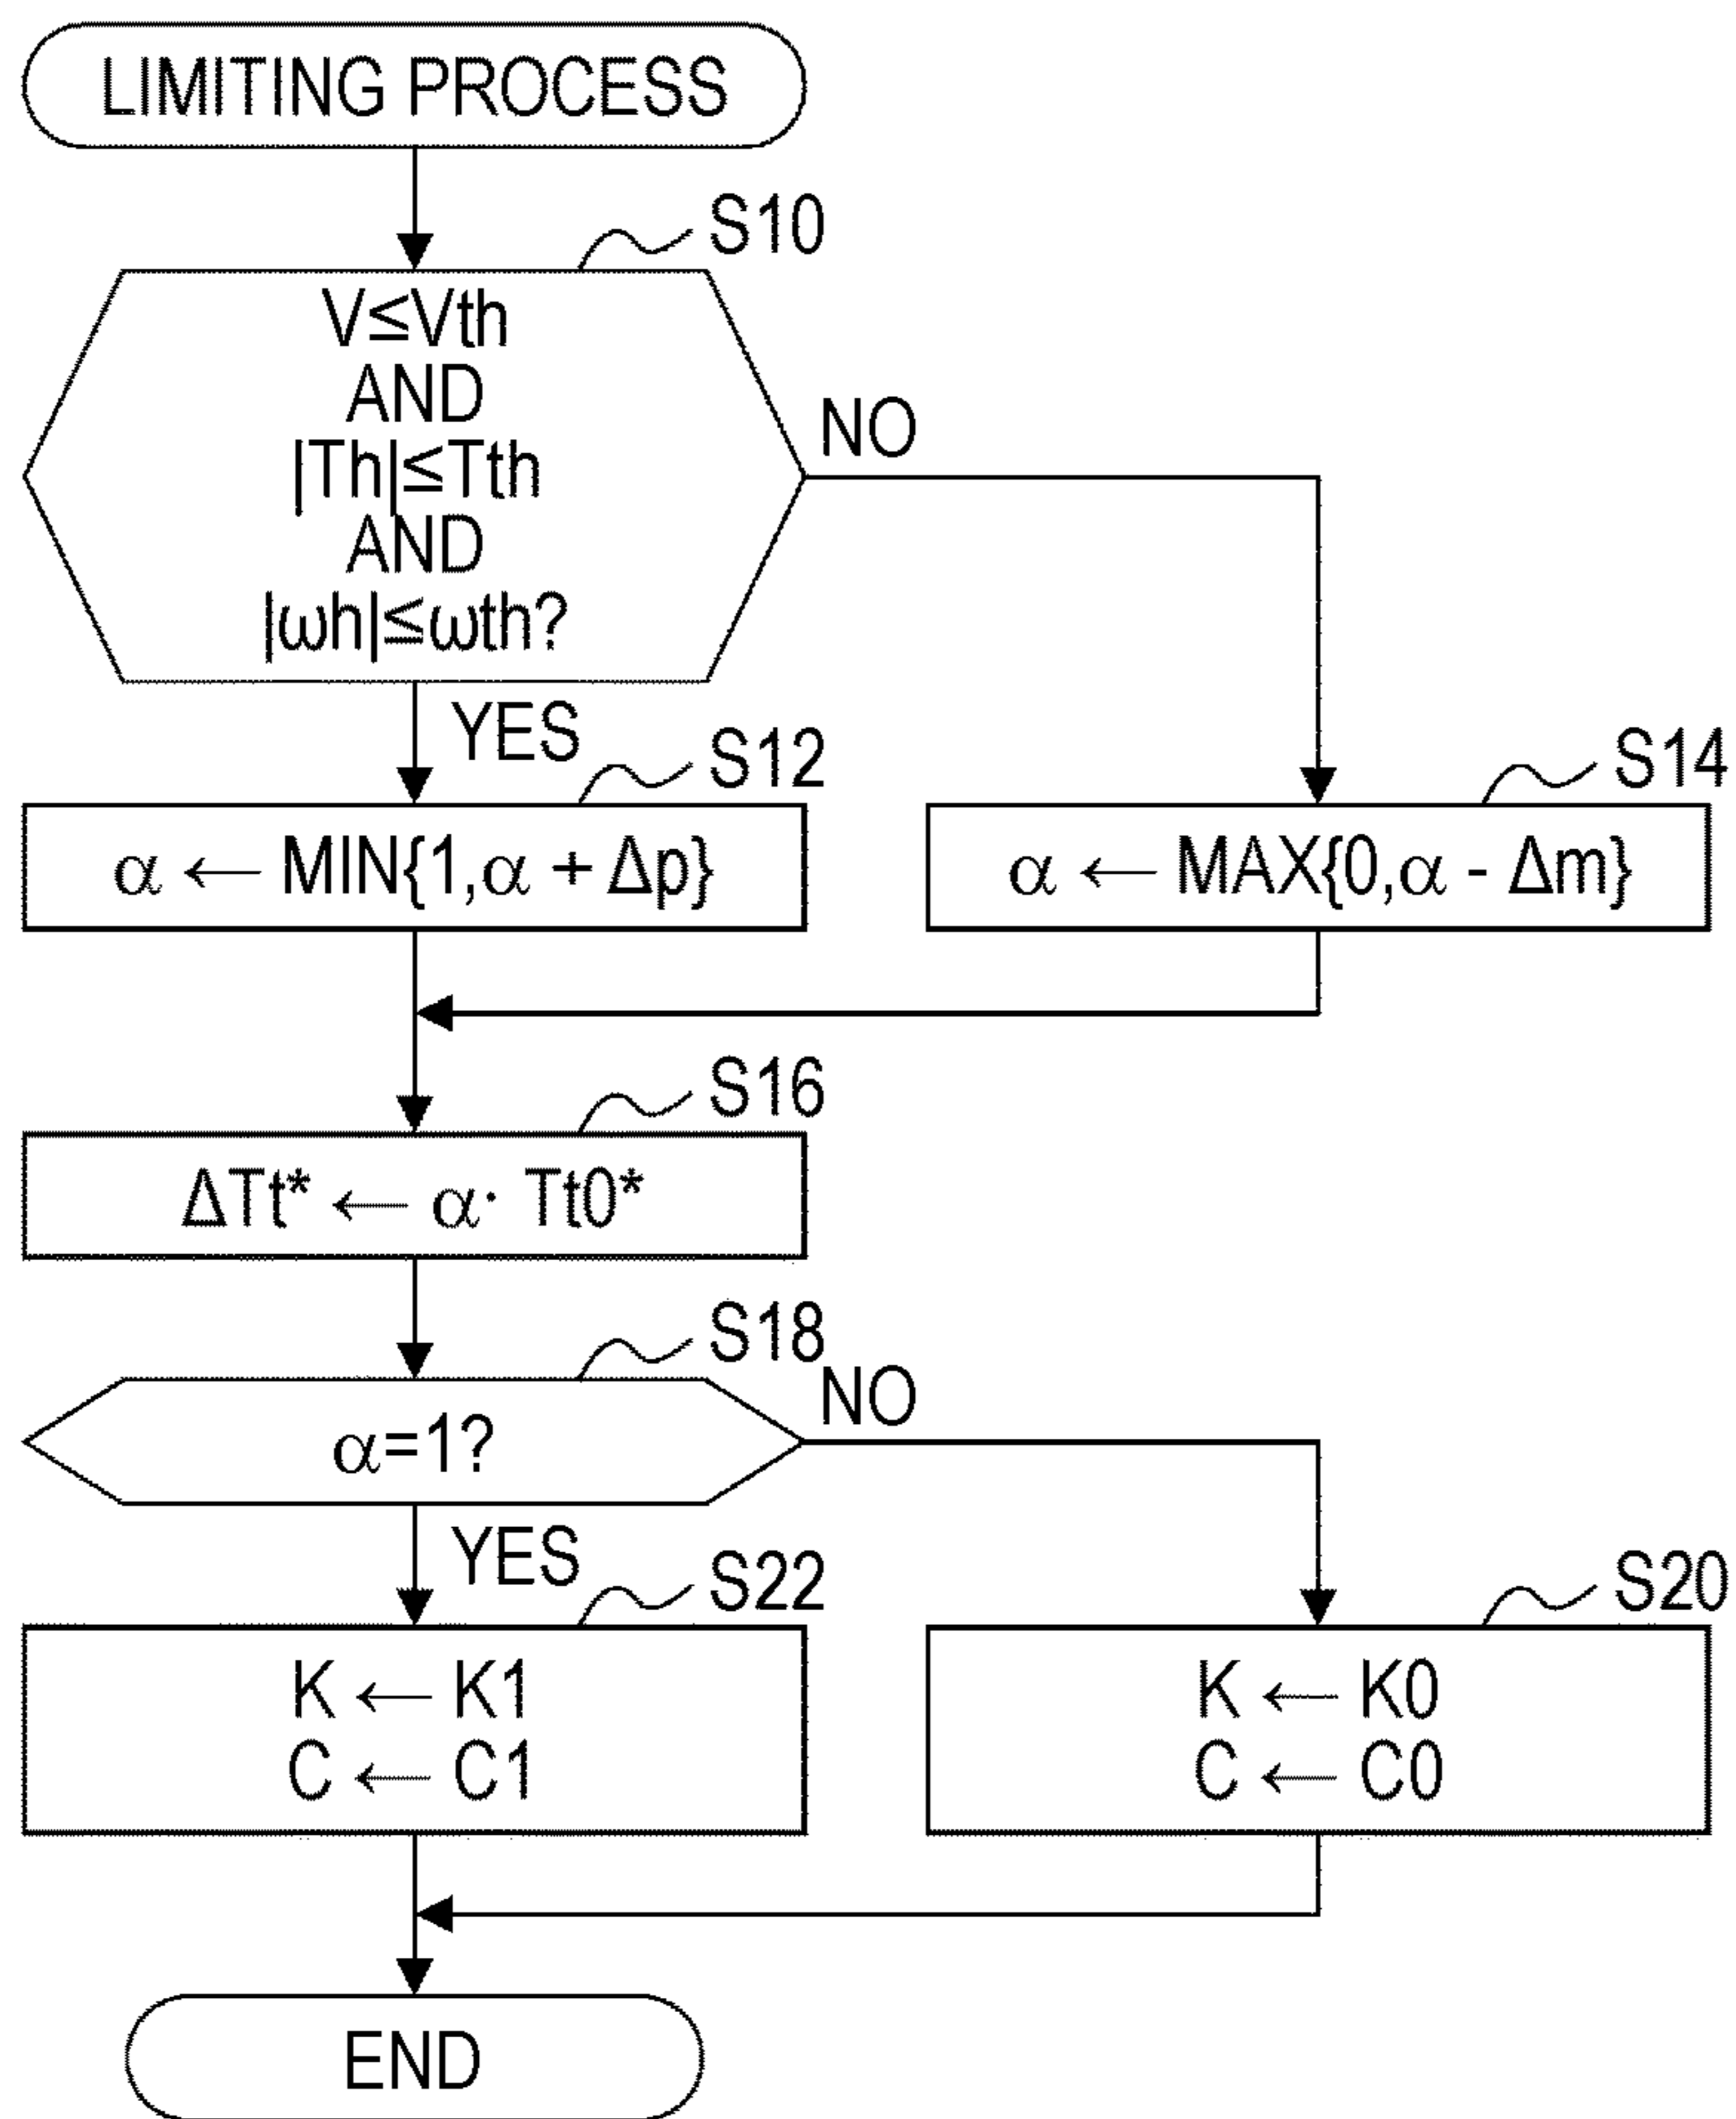 LIMITING PROCESS
S10
V≦Vth
AND
|Th|≦Tth
AND
|ωh|≦ωth?
NO
YES
S12
α ← MIN{1,α + Δp}
S14
α ← MAX{0,α - Δm}
S16
ΔTt* ← α· Tt0*
S18
α=1?
NO
YES
S22
K ← K1
C ← C1
S20
K ← K0
C ← C0
END